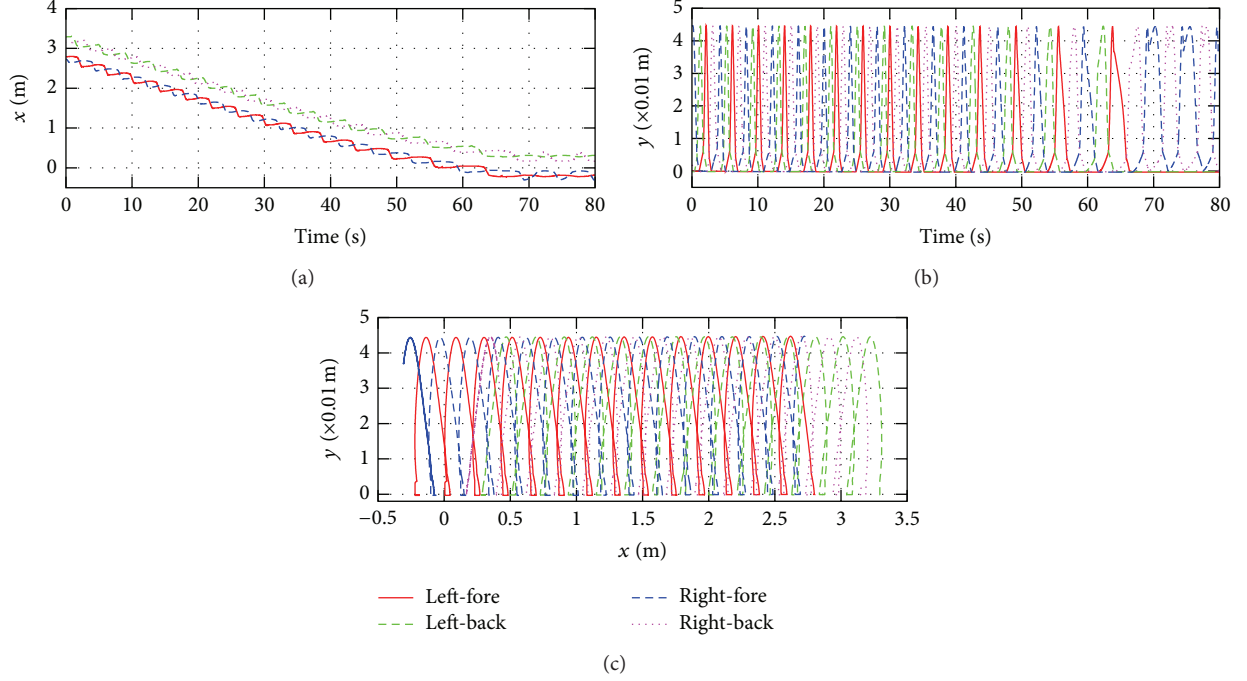 4
3
2
1
0
x (m)
0 10 20 30 40 50 60 70 80
Time (s)
(a)
5
4
3
2
1
0
y (×0.01 m)
0 10 20 30 40 50 60 70 80
Time (s)
(b)
5
4
3
2
1
0
y (×0.01 m)
−0.5 0 0.5 1 1.5 2 2.5 3 3.5
x (m)
Left-fore Right-fore
Left-back Right-back
(c)